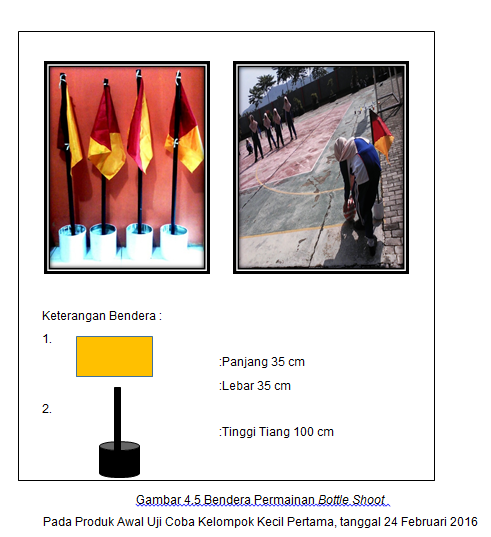 Keterangan Bendera :
1.
:Panjang 35 cm
:Lebar 35 cm
2.
:Tinggi Tiang 100 cm
Gambar 4.5 Bendera Permainan Bottle Shoot
Pada Produk Awal Uji Coba Kelompok Kecil Pertama, tanggal 24 Februari 2016